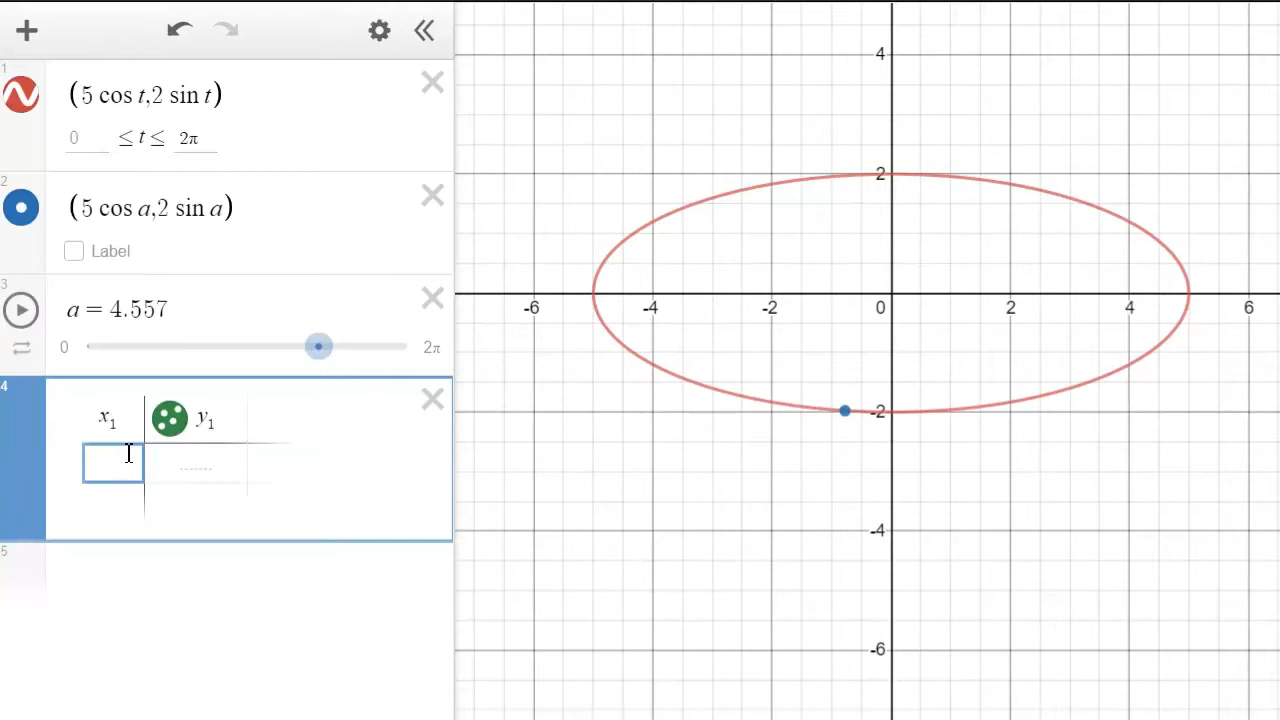 1
(5 cos t,2 sin t)
0 ≤ t ≤ 2π
2
(5 cos a,2 sin a)
Label
3
a = 4.557
0 2π
4
x₁ y₁
5
4
2
-6 -4 -2 0 2 4 6
-2
-4
-6